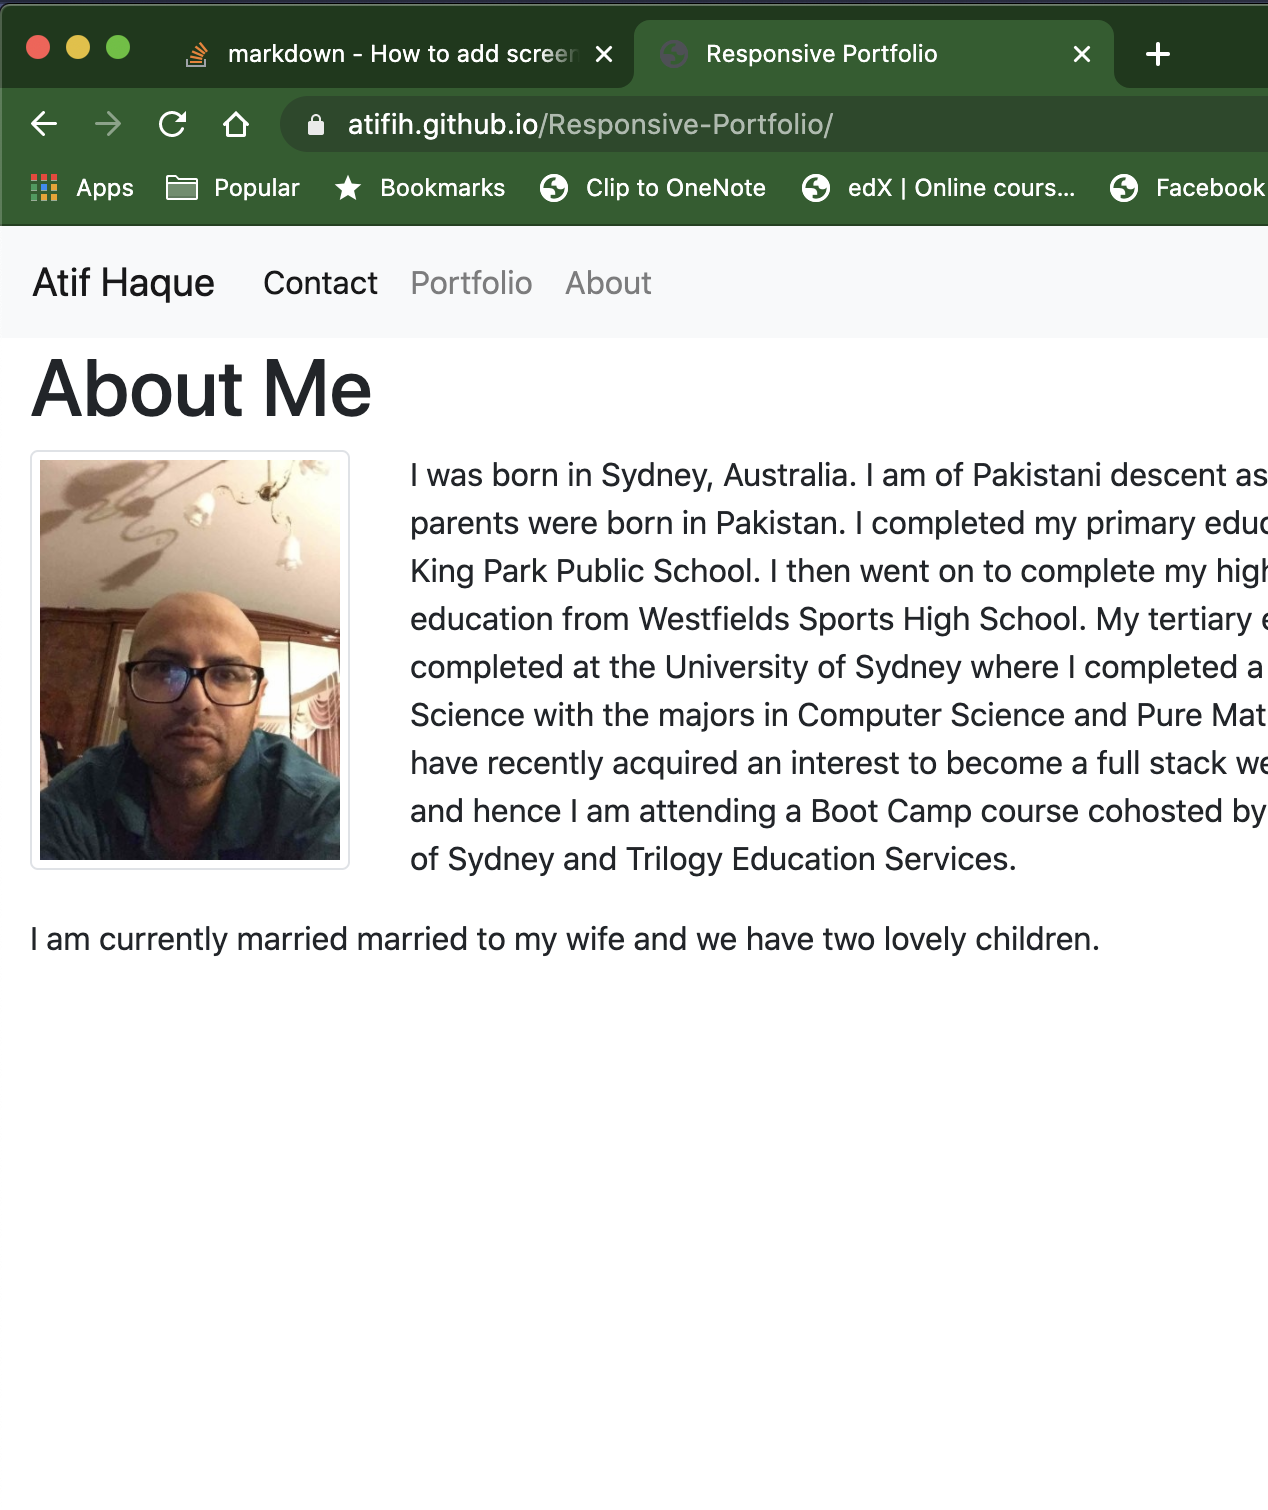 markdown - How to add screen
Responsive Portfolio
atifih.github.io/Responsive-Portfolio/
Apps Popular Bookmarks Clip to OneNote edX | Online cours... Facebook
Atif Haque Contact Portfolio About
About Me
I was born in Sydney, Australia. I am of Pakistani descent as
parents were born in Pakistan. I completed my primary educ
King Park Public School. I then went on to complete my high
education from Westfields Sports High School. My tertiary e
completed at the University of Sydney where I completed a
Science with the majors in Computer Science and Pure Mat
have recently acquired an interest to become a full stack we
and hence I am attending a Boot Camp course cohosted by
of Sydney and Trilogy Education Services.
I am currently married married to my wife and we have two lovely children.